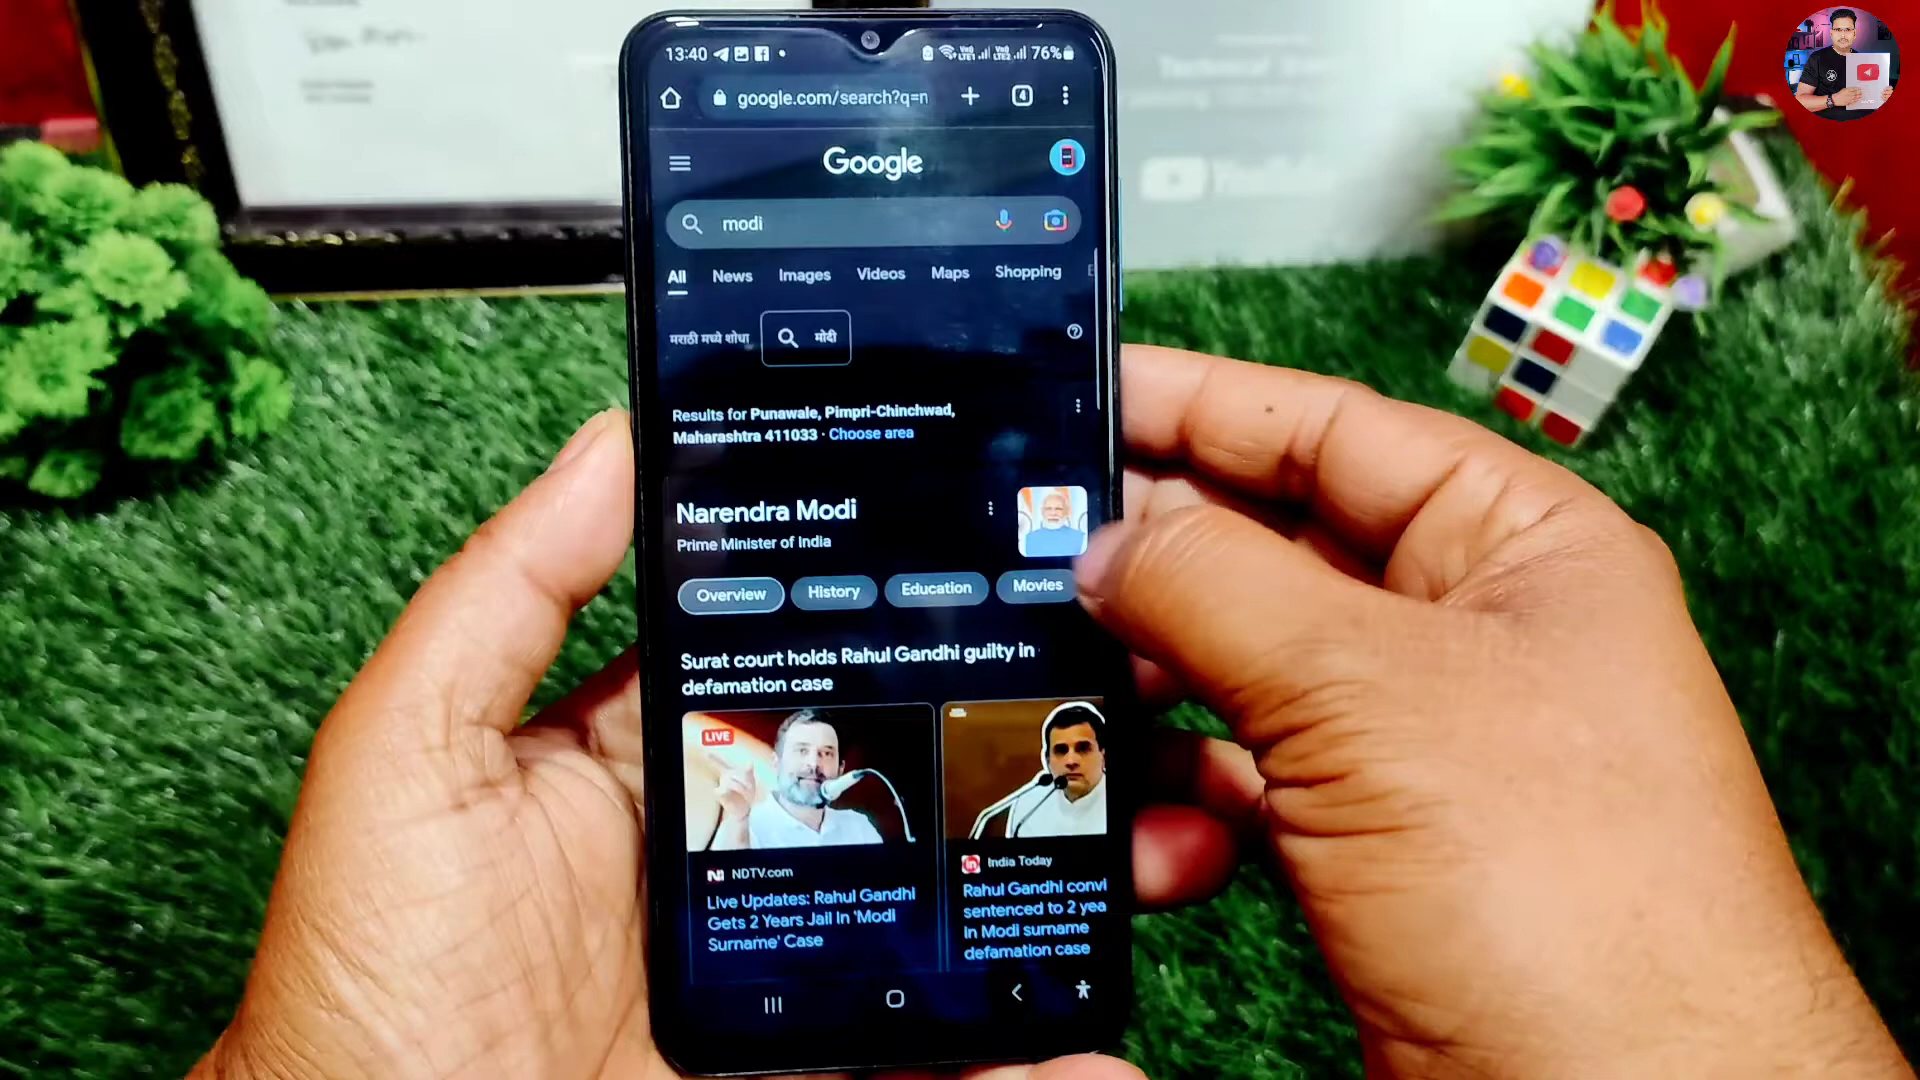 13:40
76%
google.com/search?q=n
4
Google
modi
All News Images Videos Maps Shopping
मराठी मध्ये शोधा मोदी
Results for Punawale, Pimpri-Chinchwad,
Maharashtra 411033 · Choose area
Narendra Modi
Prime Minister of India
Overview History Education Movies
Surat court holds Rahul Gandhi guilty in
defamation case
LIVE
NDTV.com
Live Updates: Rahul Gandhi
Gets 2 Years Jail In 'Modi
Surname' Case
India Today
Rahul Gandhi convi
sentenced to 2 yea
in Modi surname
defamation case